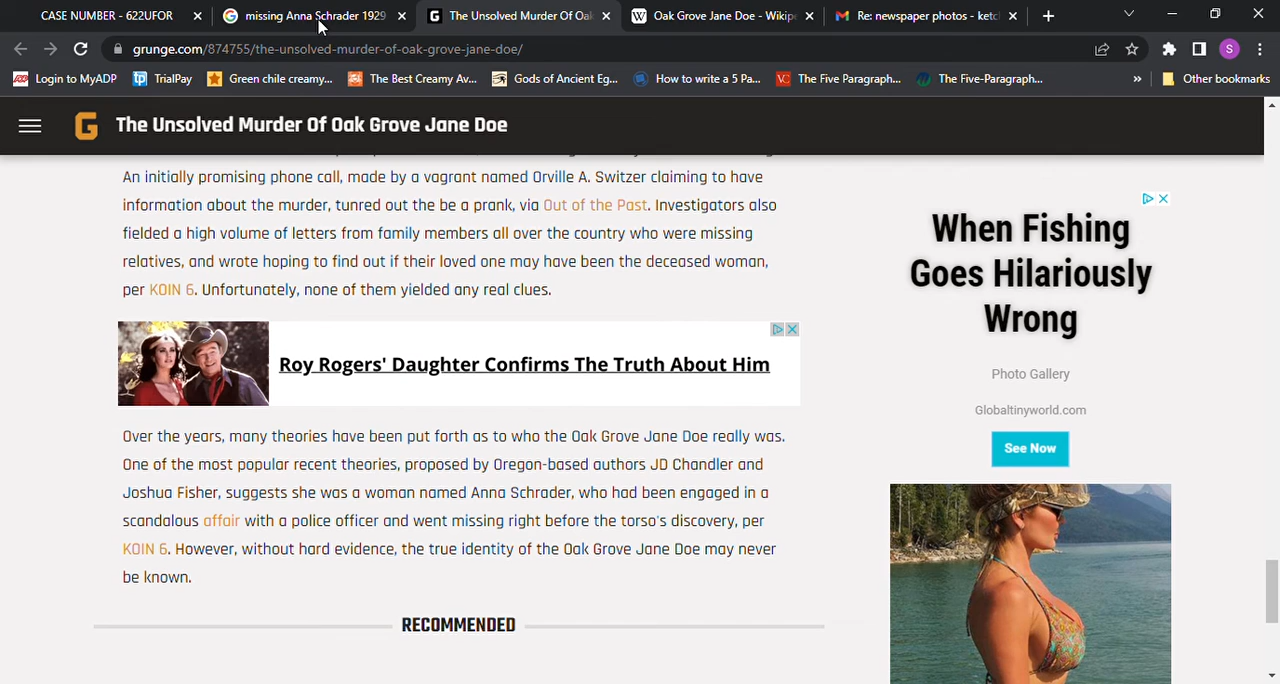 CASE NUMBER - 622UFOR
missing Anna Schrader 1929
The Unsolved Murder Of Oak
Oak Grove Jane Doe - Wikipe
Re: newspaper photos - ketch
grunge.com/874755/the-unsolved-murder-of-oak-grove-jane-doe/
S
Login to MyADP
tp TrialPay
Green chile creamy...
The Best Creamy Av...
Gods of Ancient Eg...
How to write a 5 Pa...
VC The Five Paragraph...
The Five-Paragraph...
»
Other bookmarks
G The Unsolved Murder Of Oak Grove Jane Doe
An initially promising phone call, made by a vagrant named Orville A. Switzer claiming to have
information about the murder, tunred out the be a prank, via Out of the Past. Investigators also
fielded a high volume of letters from family members all over the country who were missing
relatives, and wrote hoping to find out if their loved one may have been the deceased woman,
per KOIN 6. Unfortunately, none of them yielded any real clues.
Roy Rogers' Daughter Confirms The Truth About Him
Over the years, many theories have been put forth as to who the Oak Grove Jane Doe really was.
One of the most popular recent theories, proposed by Oregon-based authors JD Chandler and
Joshua Fisher, suggests she was a woman named Anna Schrader, who had been engaged in a
scandalous affair with a police officer and went missing right before the torso's discovery, per
KOIN 6. However, without hard evidence, the true identity of the Oak Grove Jane Doe may never
be known.
RECOMMENDED
When Fishing
Goes Hilariously
Wrong
Photo Gallery
Globaltinyworld.com
See Now